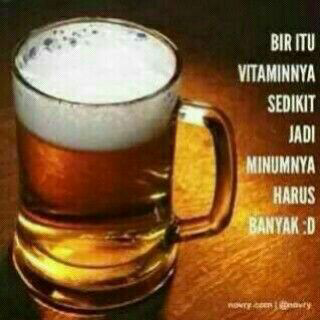 BIR ITU
VITAMINNYA
SEDIKIT
JADI
MINUMNYA
HARUS
BANYAK :D
novry.com | @novry